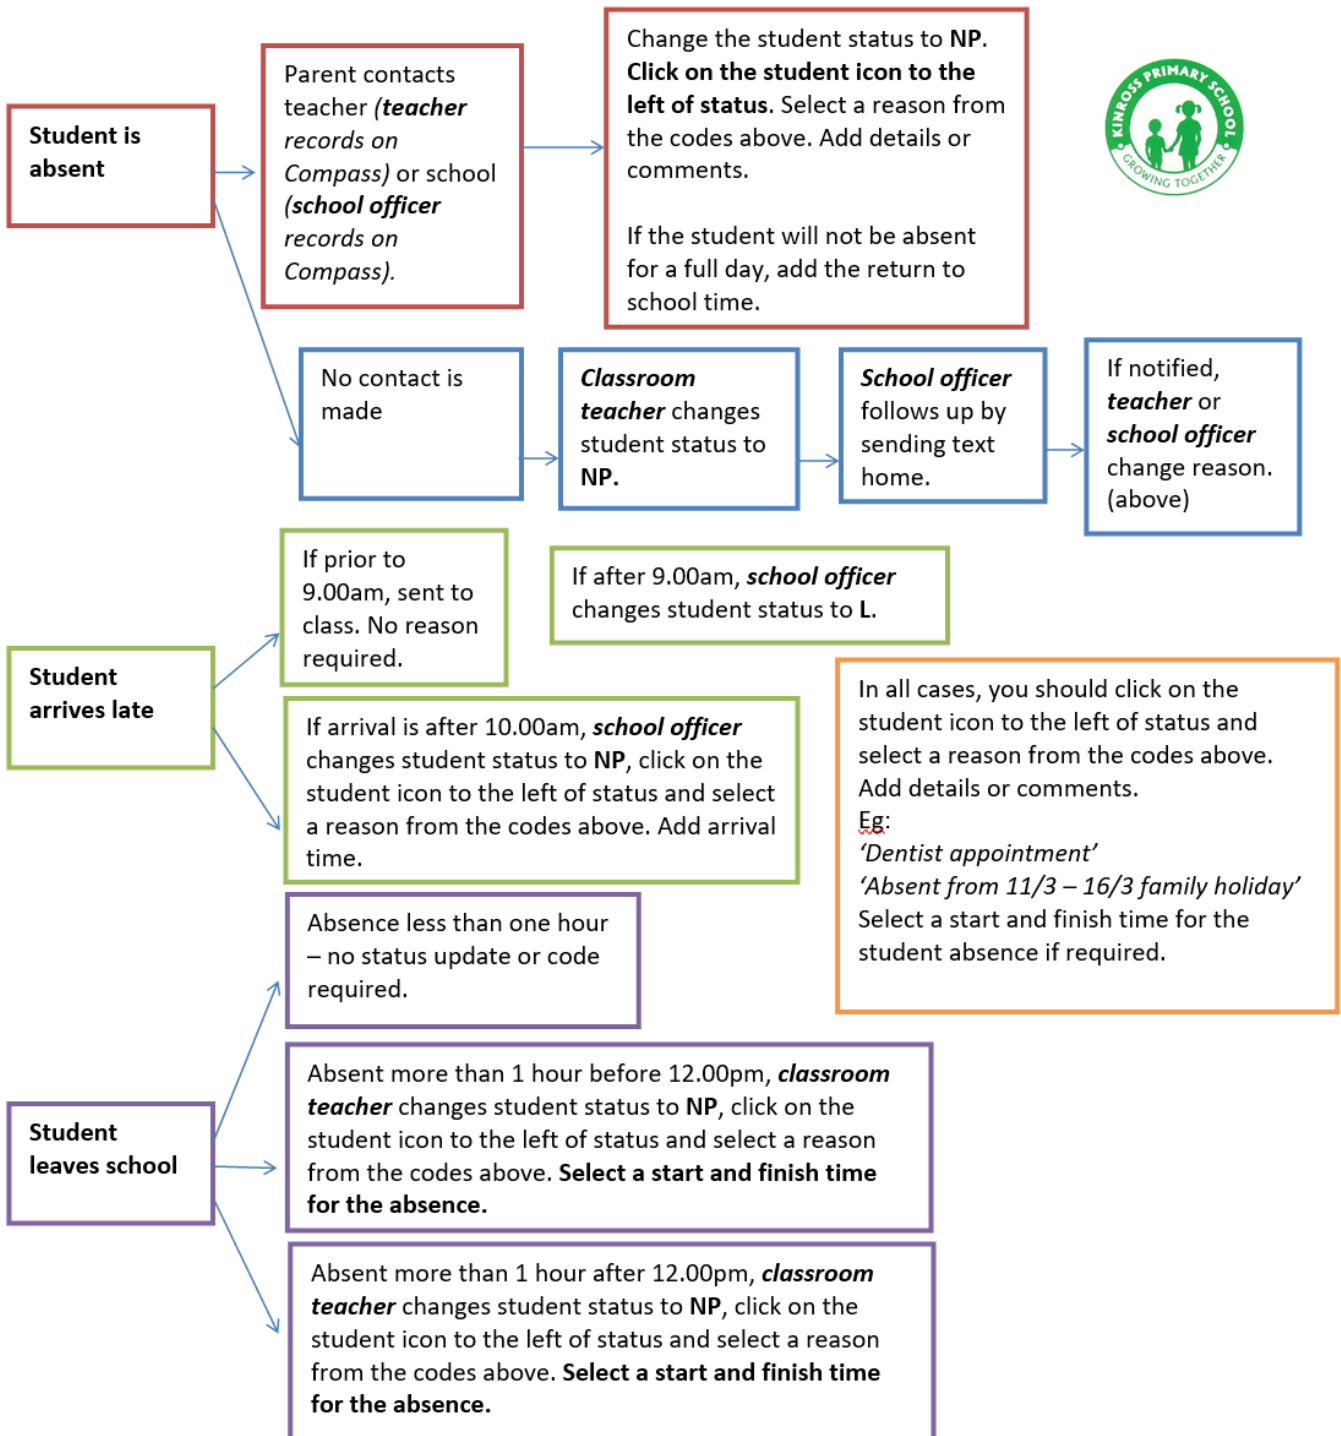 Student is
absent
Parent contacts
teacher (teacher
records on
Compass) or school
(school officer
records on
Compass).
Change the student status to NP.
Click on the student icon to the
left of status. Select a reason from
the codes above. Add details or
comments.
If the student will not be absent
for a full day, add the return to
school time.
KINROSS PRIMARY SCHOOL
GROWING TOGETHER
No contact is
made
Classroom
teacher changes
student status to
NP.
School officer
follows up by
sending text
home.
If notified,
teacher or
school officer
change reason.
(above)
Student
arrives late
If prior to
9.00am, sent to
class. No reason
required.
If after 9.00am, school officer
changes student status to L.
If arrival is after 10.00am, school officer
changes student status to NP, click on the
student icon to the left of status and select
a reason from the codes above. Add arrival
time.
In all cases, you should click on the
student icon to the left of status and
select a reason from the codes above.
Add details or comments.
Eg:
‘Dentist appointment’
‘Absent from 11/3 – 16/3 family holiday’
Select a start and finish time for the
student absence if required.
Student
leaves school
Absence less than one hour
– no status update or code
required.
Absent more than 1 hour before 12.00pm, classroom
teacher changes student status to NP, click on the
student icon to the left of status and select a reason
from the codes above. Select a start and finish time
for the absence.
Absent more than 1 hour after 12.00pm, classroom
teacher changes student status to NP, click on the
student icon to the left of status and select a reason
from the codes above. Select a start and finish time
for the absence.